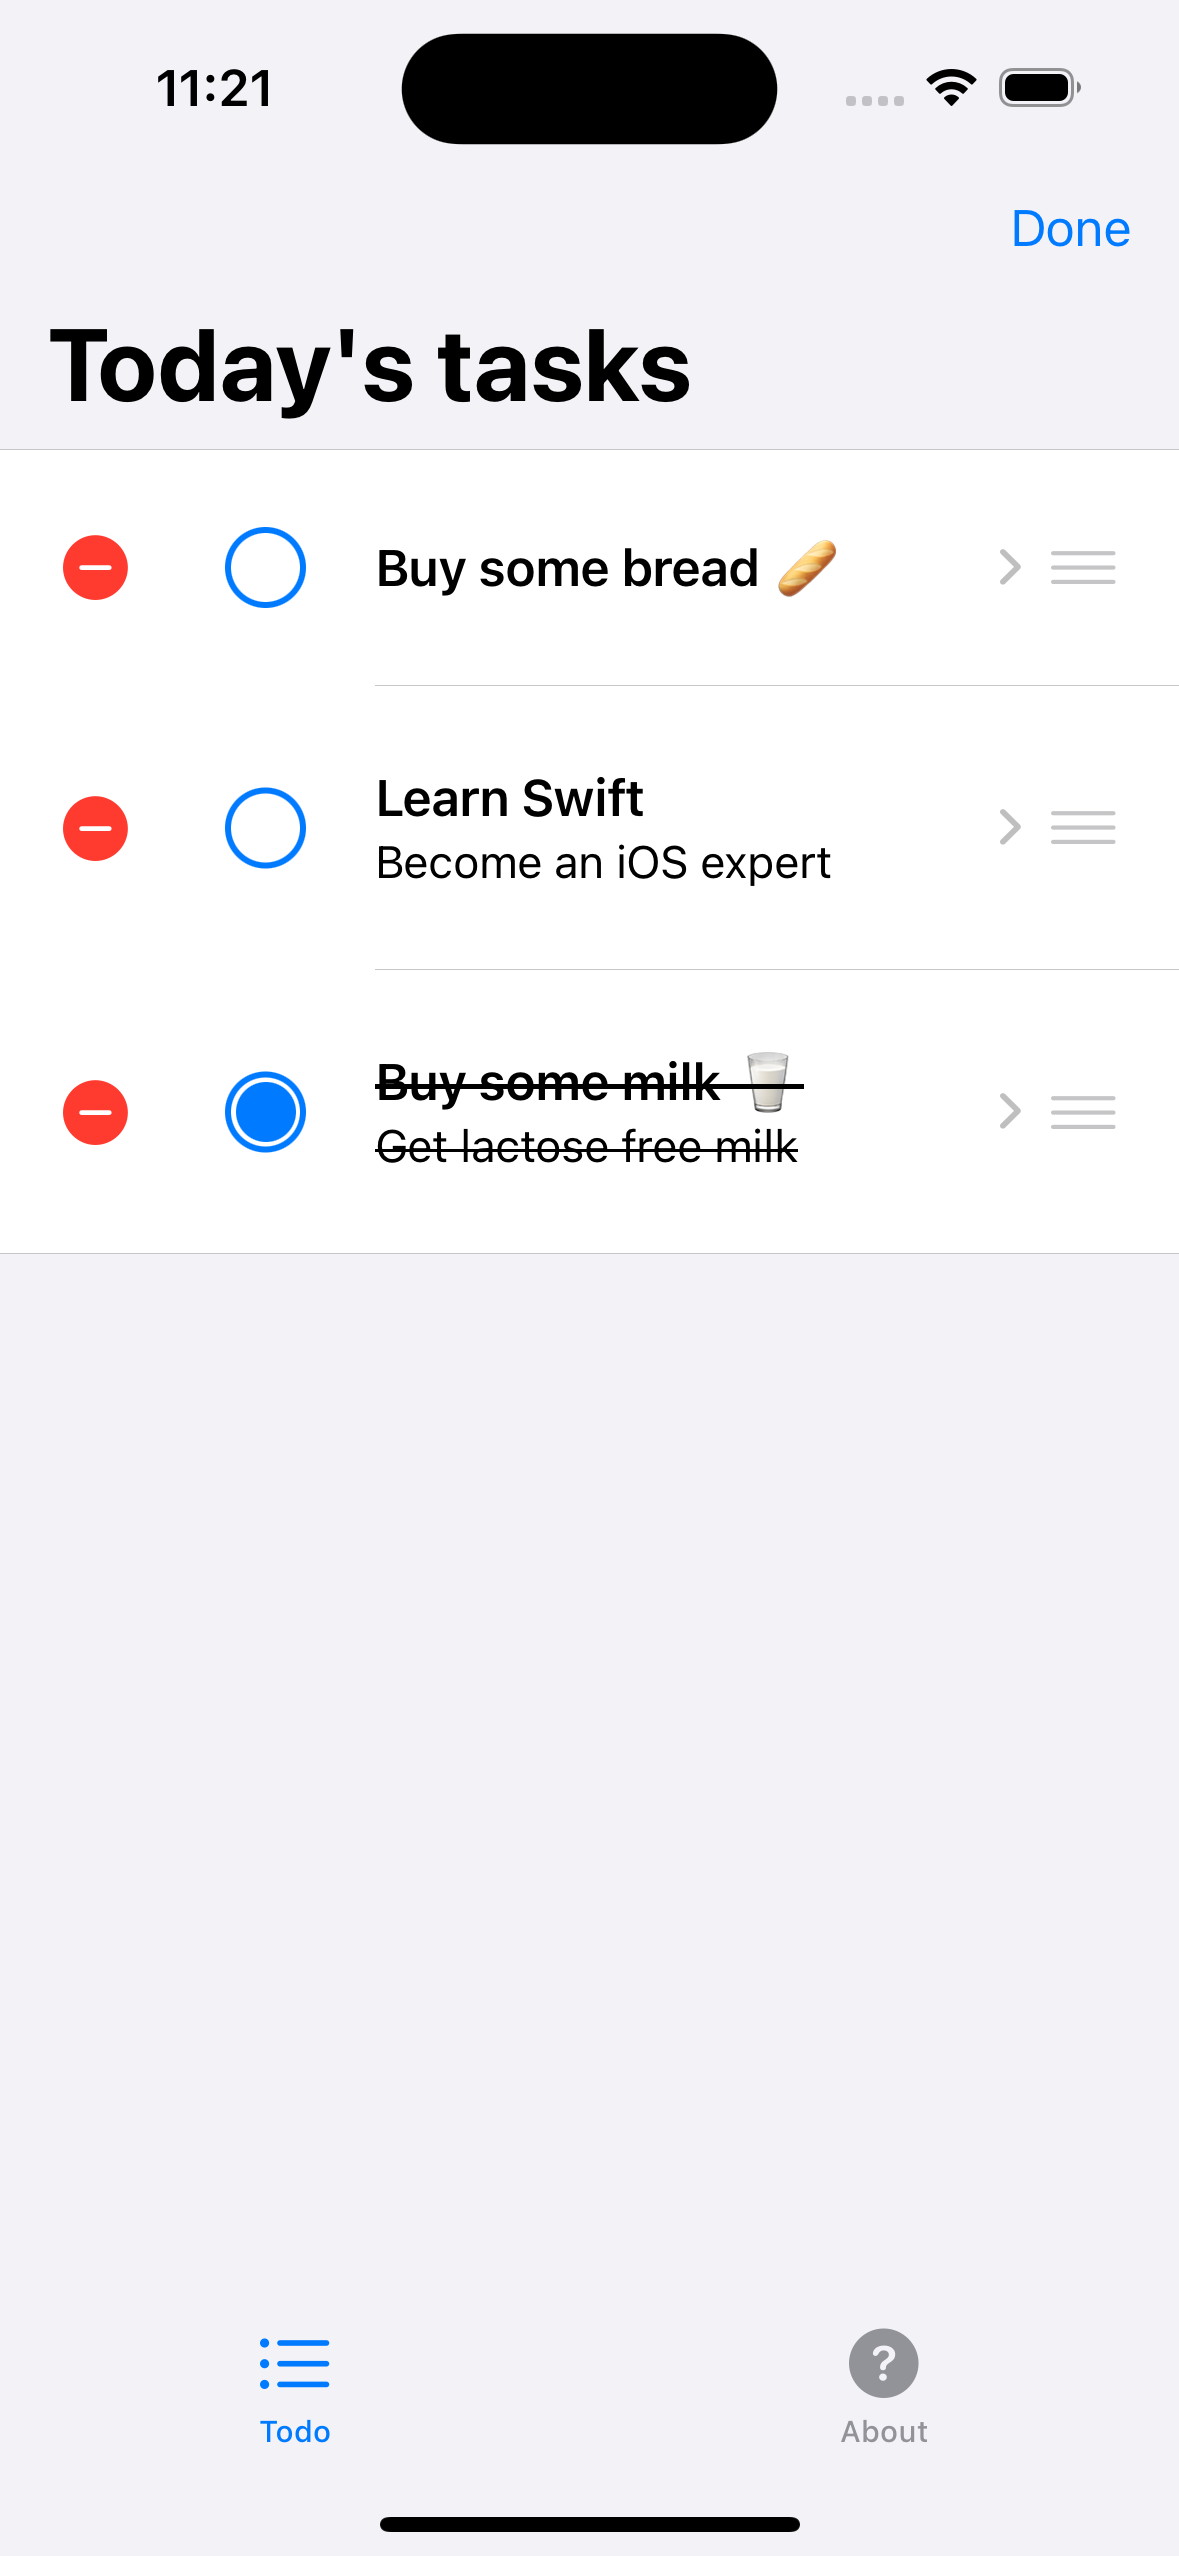 11:21
Done
Today's tasks
Buy some bread 🥖
Learn Swift
Become an iOS expert
Buy some milk 🥛
Get lactose free milk
Todo
About